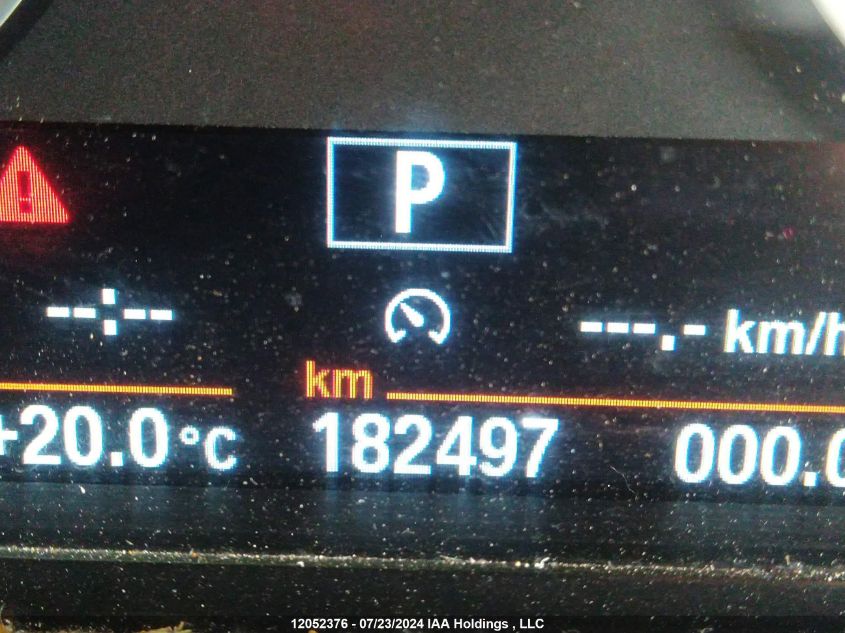 P
--:-- ---.- km/h
km
+20.0 °C 182497 000.0
12052376 - 07/23/2024 IAA Holdings , LLC